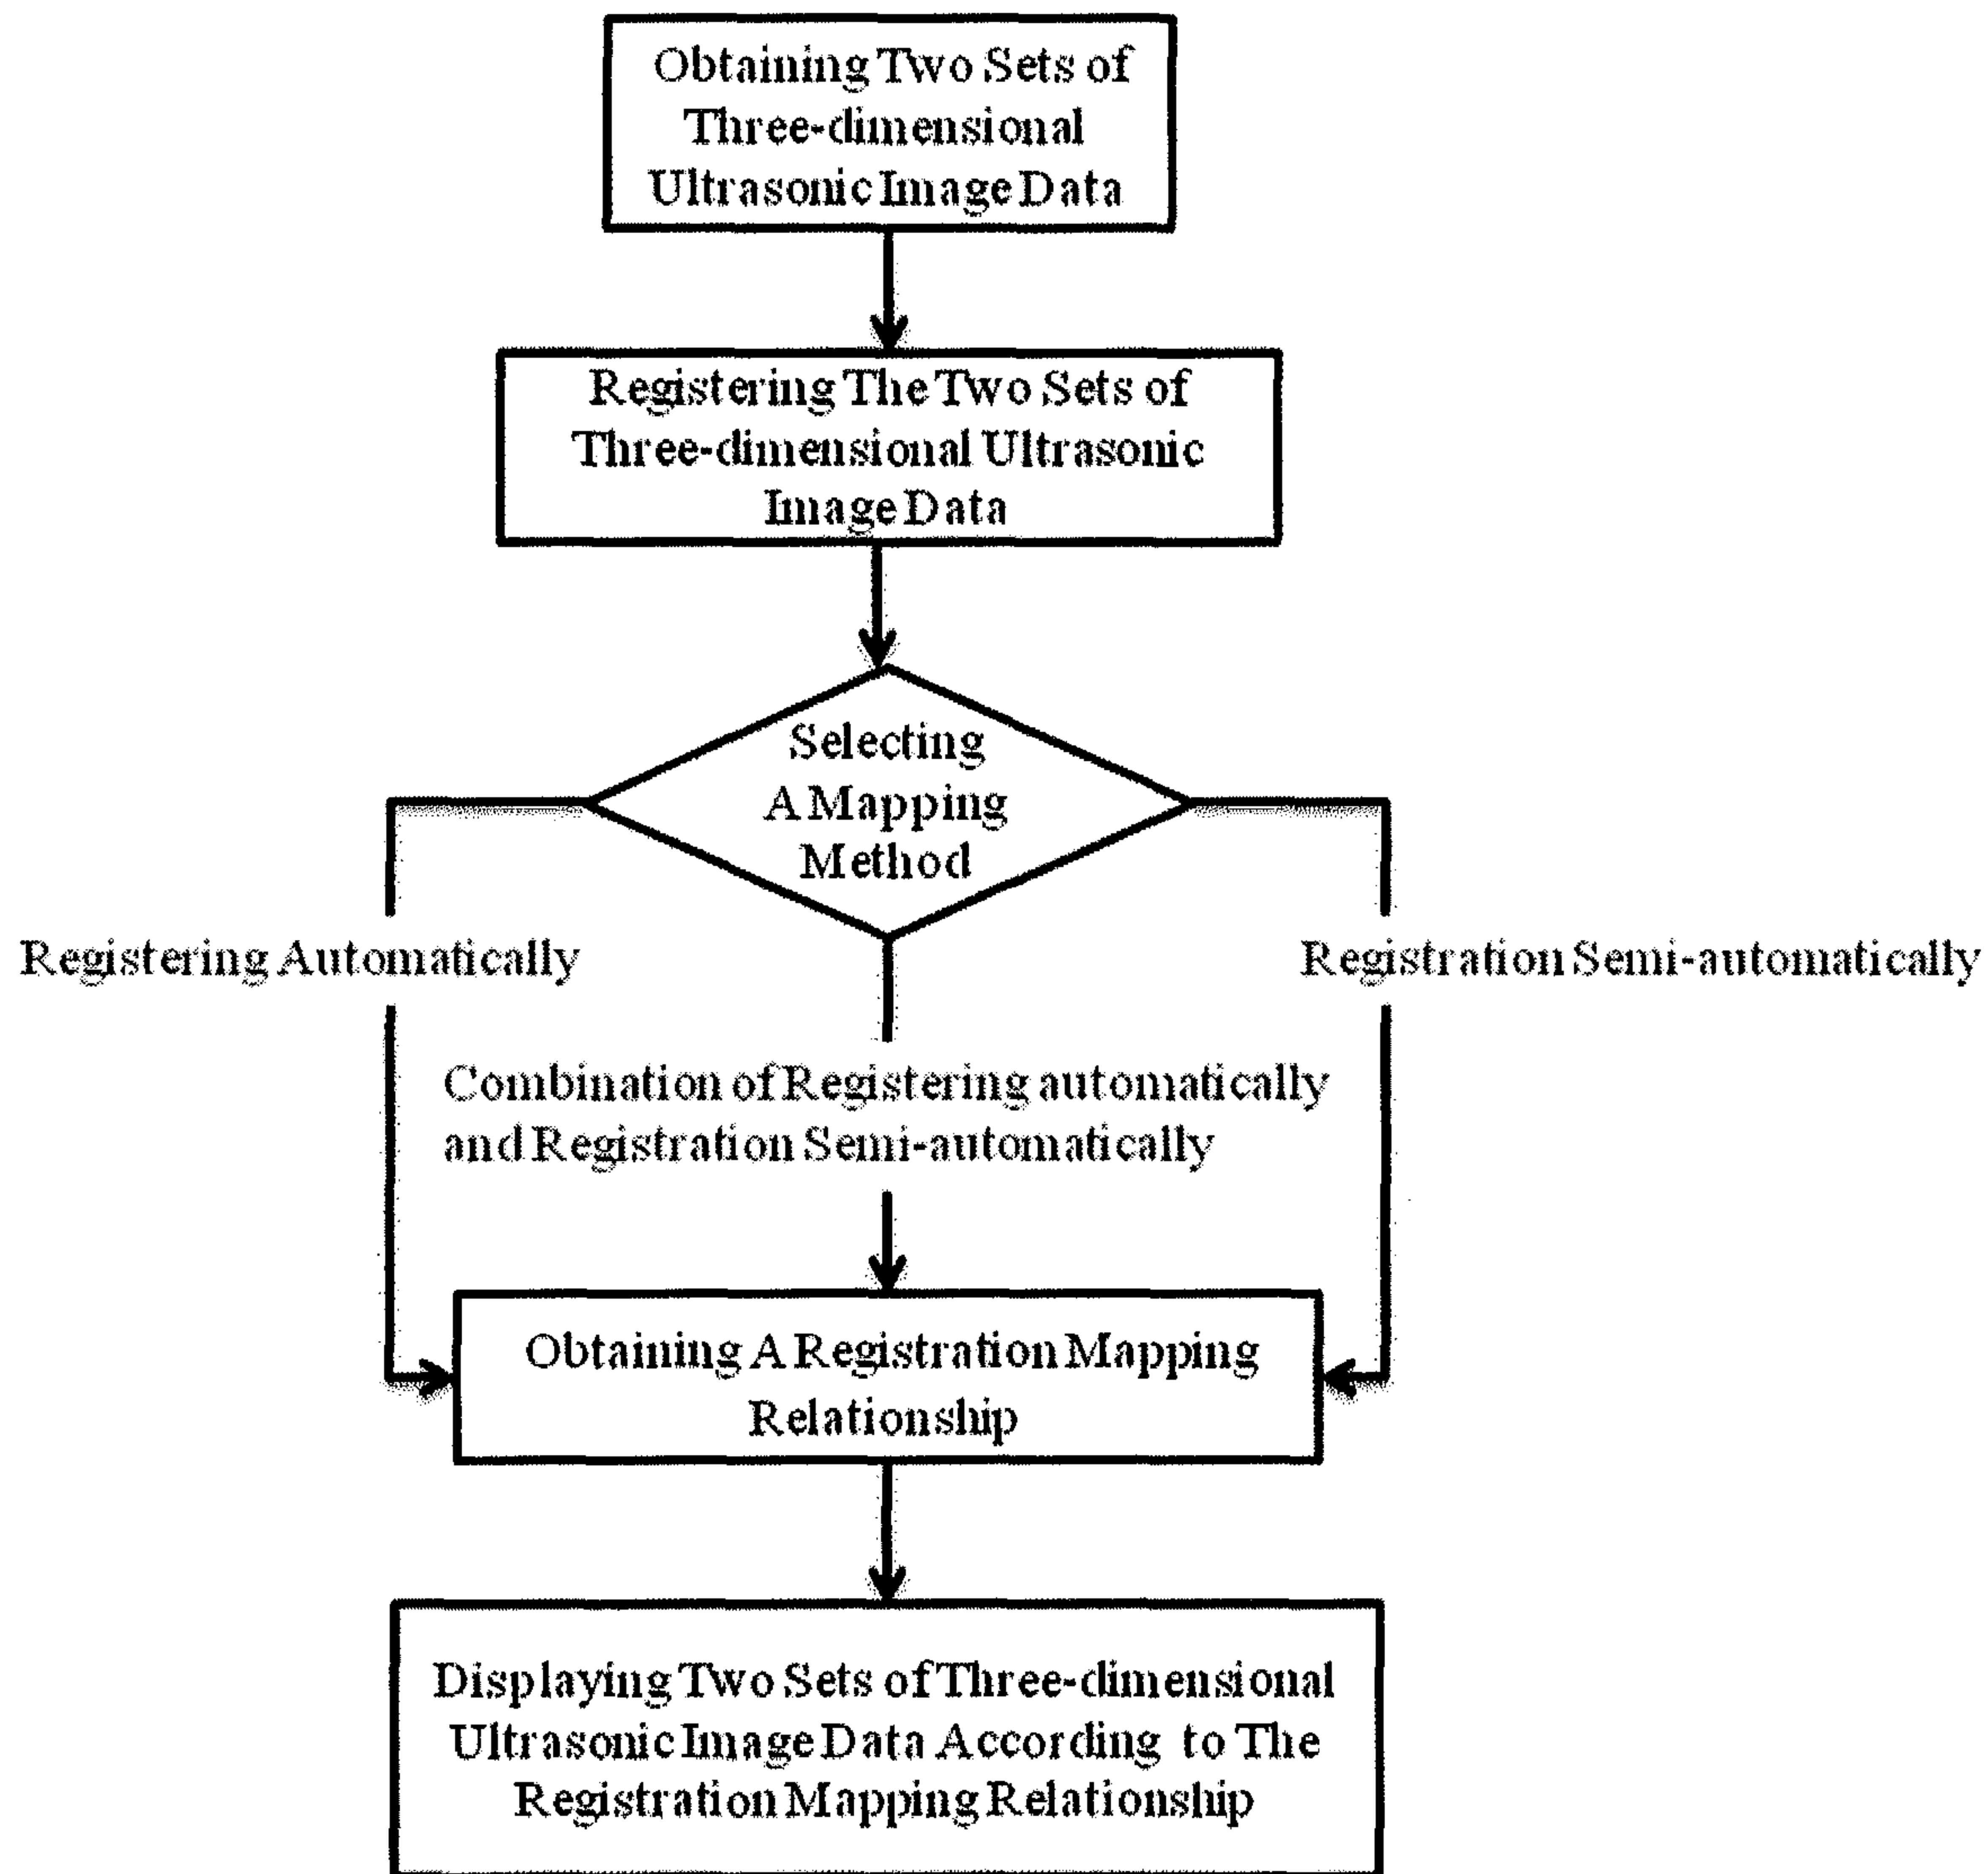 Obtaining Two Sets of
Three-dimensional
Ultrasonic Image Data
Registering The Two Sets of
Three-dimensional Ultrasonic
Image Data
Selecting
A Mapping
Method
Registering Automatically
Registration Semi-automatically
Combination of Registering automatically
and Registration Semi-automatically
Obtaining A Registration Mapping
Relationship
Displaying Two Sets of Three-dimensional
Ultrasonic Image Data According to The
Registration Mapping Relationship